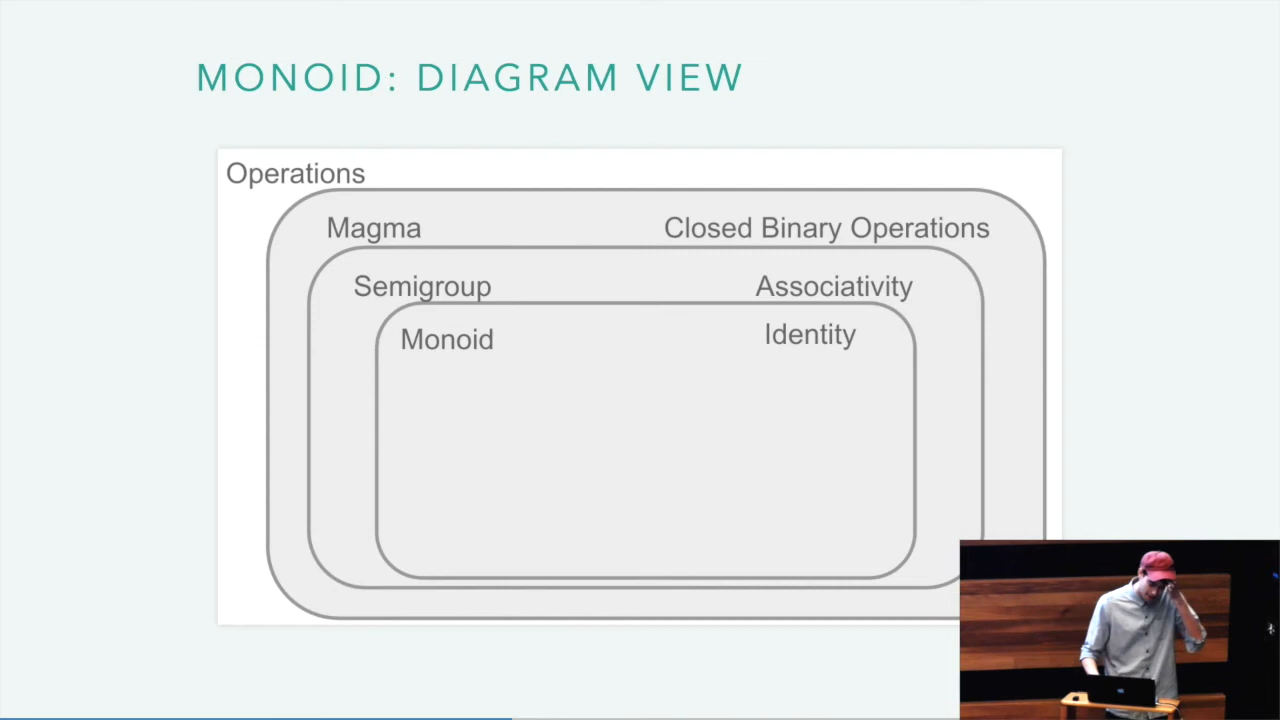 MONOID: DIAGRAM VIEW
Operations
Magma Closed Binary Operations
Semigroup Associativity
Monoid Identity